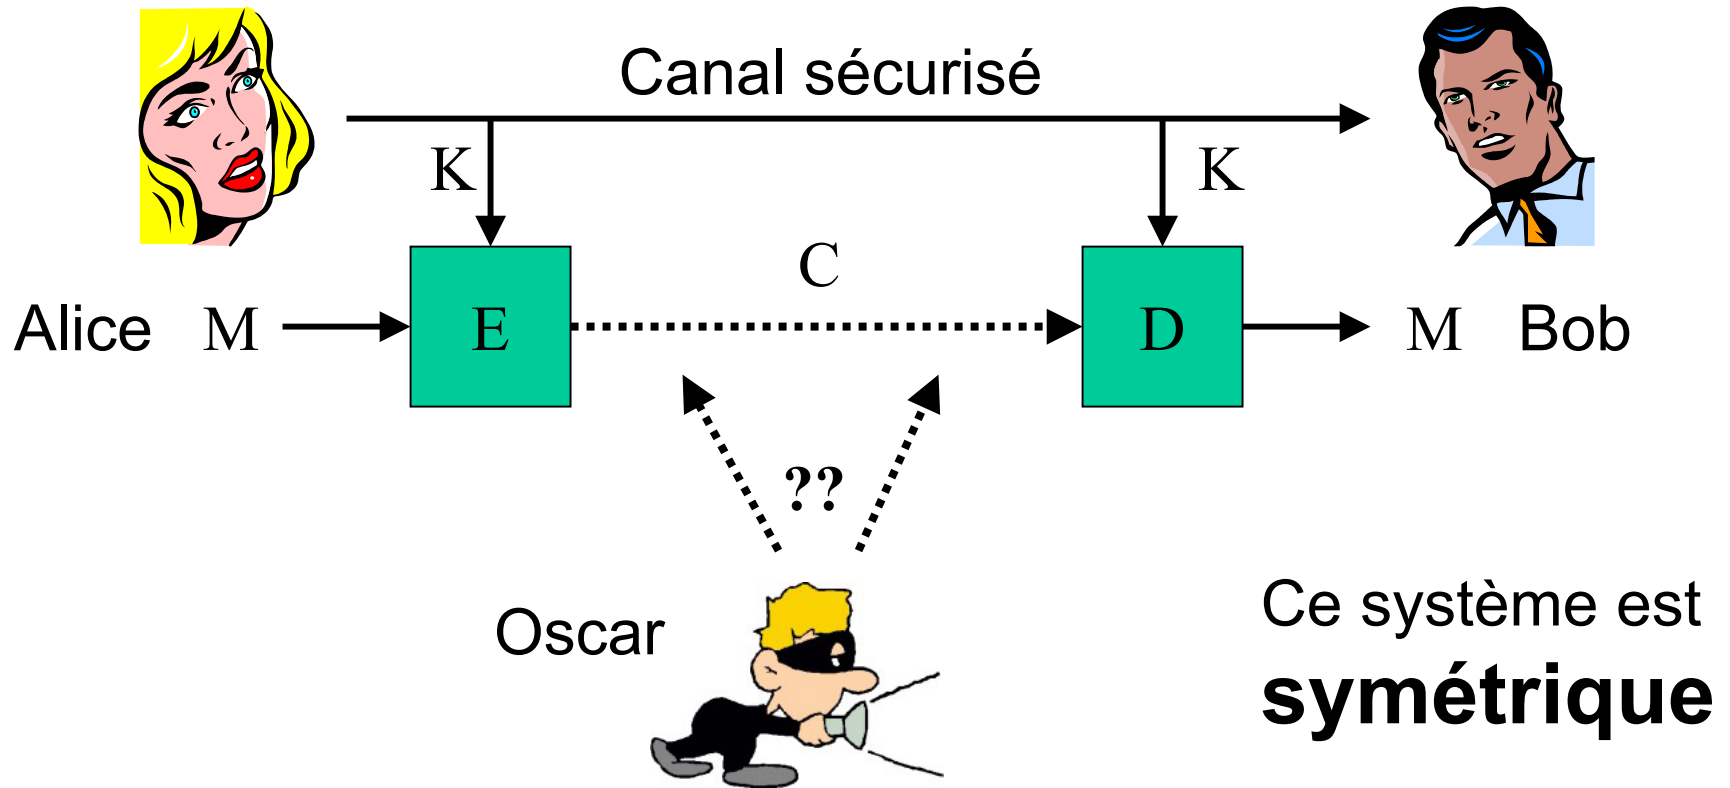 Canal sécurisé
K K
C
Alice M E D M Bob
??
Oscar
Ce système est
symétrique